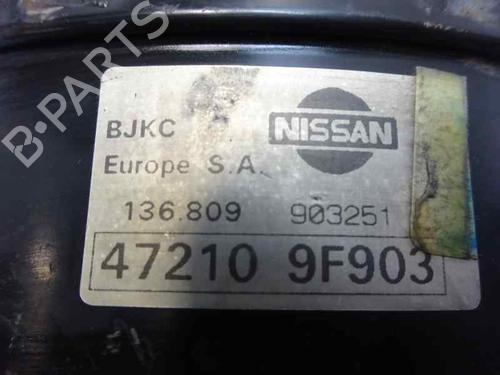 B-PARTS
BJKC NISSAN
Europe S.A.
136.809 903251
47210 9F903